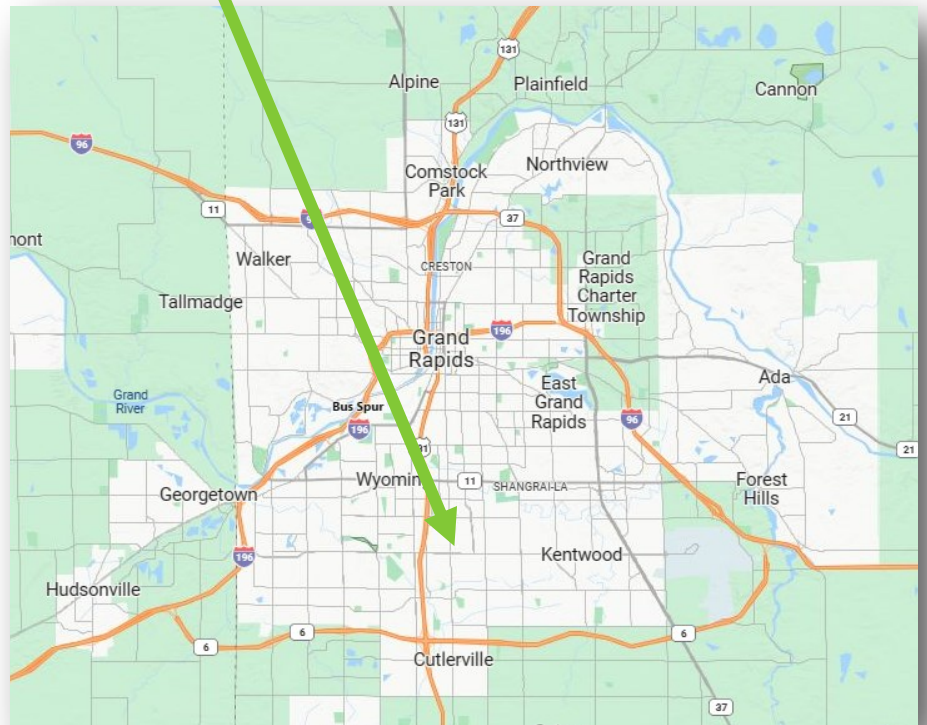 131
Alpine
Plainfield
Cannon
131
96
Comstock
Park
Northview
11
37
mont
Walker
CRESTON
Grand
Rapids
Charter
Township
Tallmadge
196
Grand
Rapids
Ada
East
Grand
Rapids
Grand
River
Bus Spur
196
96
21
21
Wyomin
11
SHANGRAI-LA
Forest
Hills
Georgetown
196
Kentwood
Hudsonville
6
6
6
Cutlerville
37